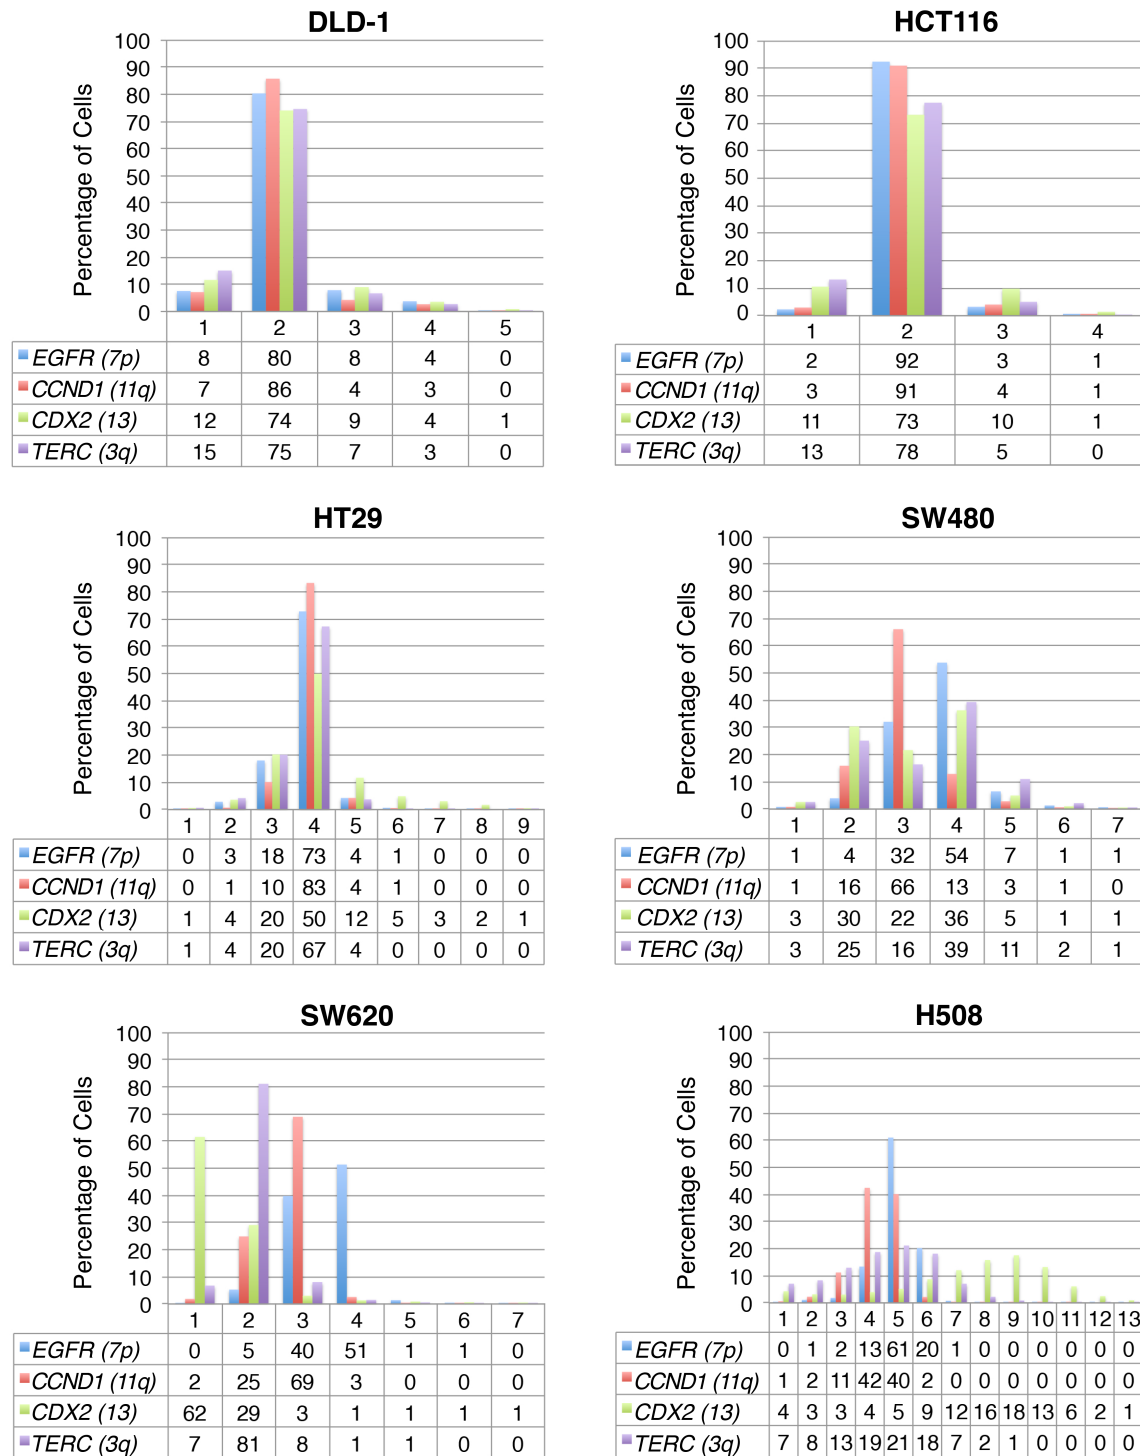 DLD-1
Percentage of Cells
100
90
80
70
60
50
40
30
20
10
0
1 2 3 4 5
EGFR (7p) 8 80 8 4 0
CCND1 (11q) 7 86 4 3 0
CDX2 (13) 12 74 9 4 1
TERC (3q) 15 75 7 3 0
HCT116
Percentage of Cells
100
90
80
70
60
50
40
30
20
10
0
1 2 3 4
EGFR (7p) 2 92 3 1
CCND1 (11q) 3 91 4 1
CDX2 (13) 11 73 10 1
TERC (3q) 13 78 5 0
HT29
Percentage of Cells
100
90
80
70
60
50
40
30
20
10
0
1 2 3 4 5 6 7 8 9
EGFR (7p) 0 3 18 73 4 1 0 0 0
CCND1 (11q) 0 1 10 83 4 1 0 0 0
CDX2 (13) 1 4 20 50 12 5 3 2 1
TERC (3q) 1 4 20 67 4 0 0 0 0
SW480
Percentage of Cells
100
90
80
70
60
50
40
30
20
10
0
1 2 3 4 5 6 7
EGFR (7p) 1 4 32 54 7 1 1
CCND1 (11q) 1 16 66 13 3 1 0
CDX2 (13) 3 30 22 36 5 1 1
TERC (3q) 3 25 16 39 11 2 1
SW620
Percentage of Cells
100
90
80
70
60
50
40
30
20
10
0
1 2 3 4 5 6 7
EGFR (7p) 0 5 40 51 1 1 0
CCND1 (11q) 2 25 69 3 0 0 0
CDX2 (13) 62 29 3 1 1 1 1
TERC (3q) 7 81 8 1 1 0 0
H508
Percentage of Cells
100
90
80
70
60
50
40
30
20
10
0
1 2 3 4 5 6 7 8 9 10 11 12 13
EGFR (7p) 0 1 2 13 61 20 1 0 0 0 0 0 0
CCND1 (11q) 1 2 11 42 40 2 0 0 0 0 0 0 0
CDX2 (13) 4 3 3 4 5 9 12 16 18 13 6 2 1
TERC (3q) 7 8 13 19 21 18 7 2 1 0 0 0 0